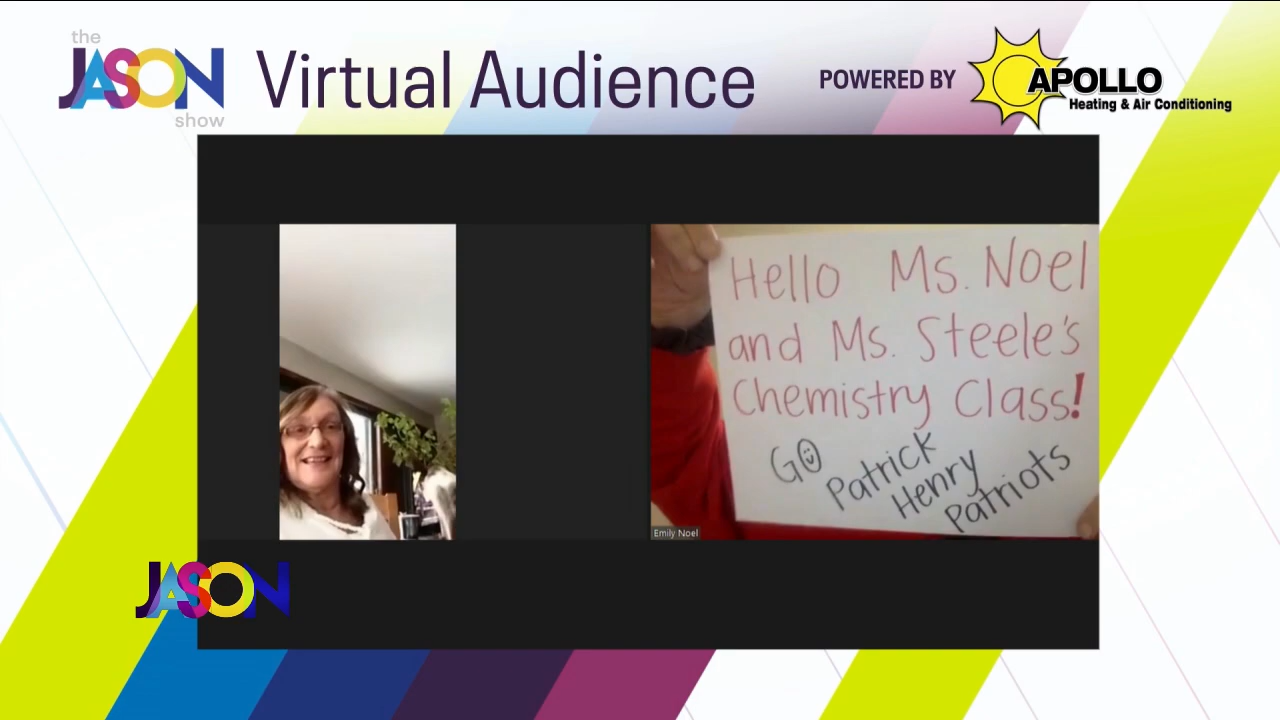 the
JASON
show
Virtual Audience
POWERED BY
APOLLO
Heating & Air Conditioning
Hello Ms. Noel
and Ms. Steele's
Chemistry Class!
GO
Patrick
Henry
Patriots
Emily Noel
JASON